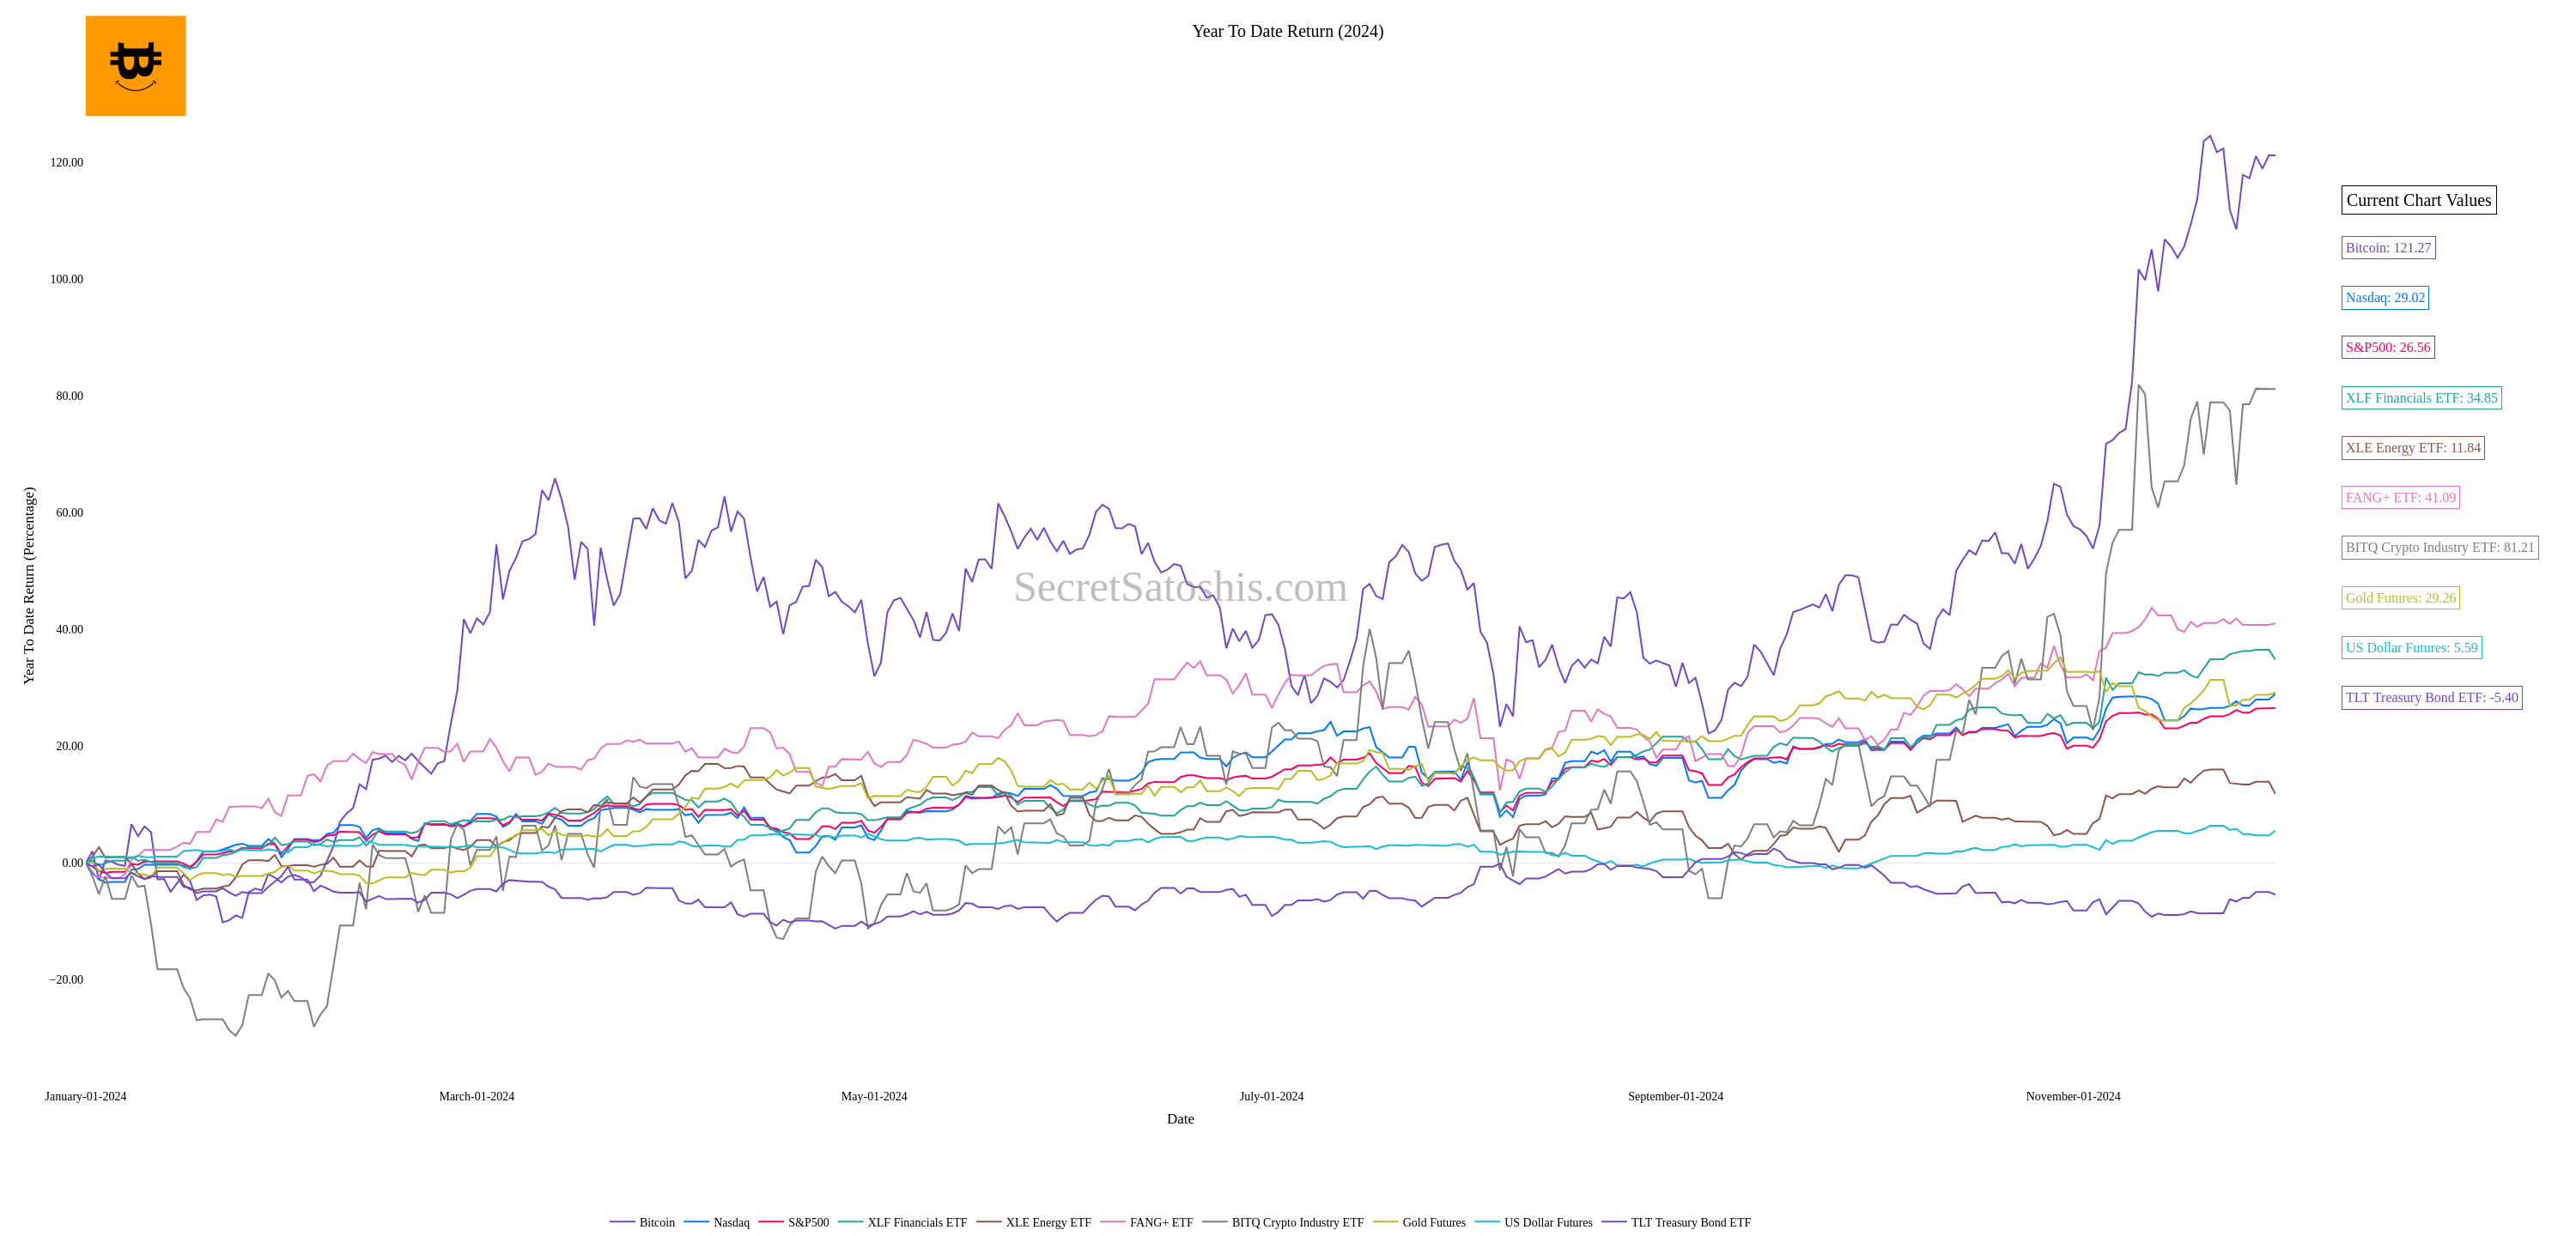 Year To Date Return (2024)
120.00
100.00
80.00
60.00
40.00
20.00
0.00
−20.00
Year To Date Return (Percentage)
SecretSatoshis.com
January-01-2024
March-01-2024
May-01-2024
July-01-2024
September-01-2024
November-01-2024
Date
Current Chart Values
Bitcoin: 121.27
Nasdaq: 29.02
S&P500: 26.56
XLF Financials ETF: 34.85
XLE Energy ETF: 11.84
FANG+ ETF: 41.09
BITQ Crypto Industry ETF: 81.21
Gold Futures: 29.26
US Dollar Futures: 5.59
TLT Treasury Bond ETF: -5.40
Bitcoin
Nasdaq
S&P500
XLF Financials ETF
XLE Energy ETF
FANG+ ETF
BITQ Crypto Industry ETF
Gold Futures
US Dollar Futures
TLT Treasury Bond ETF